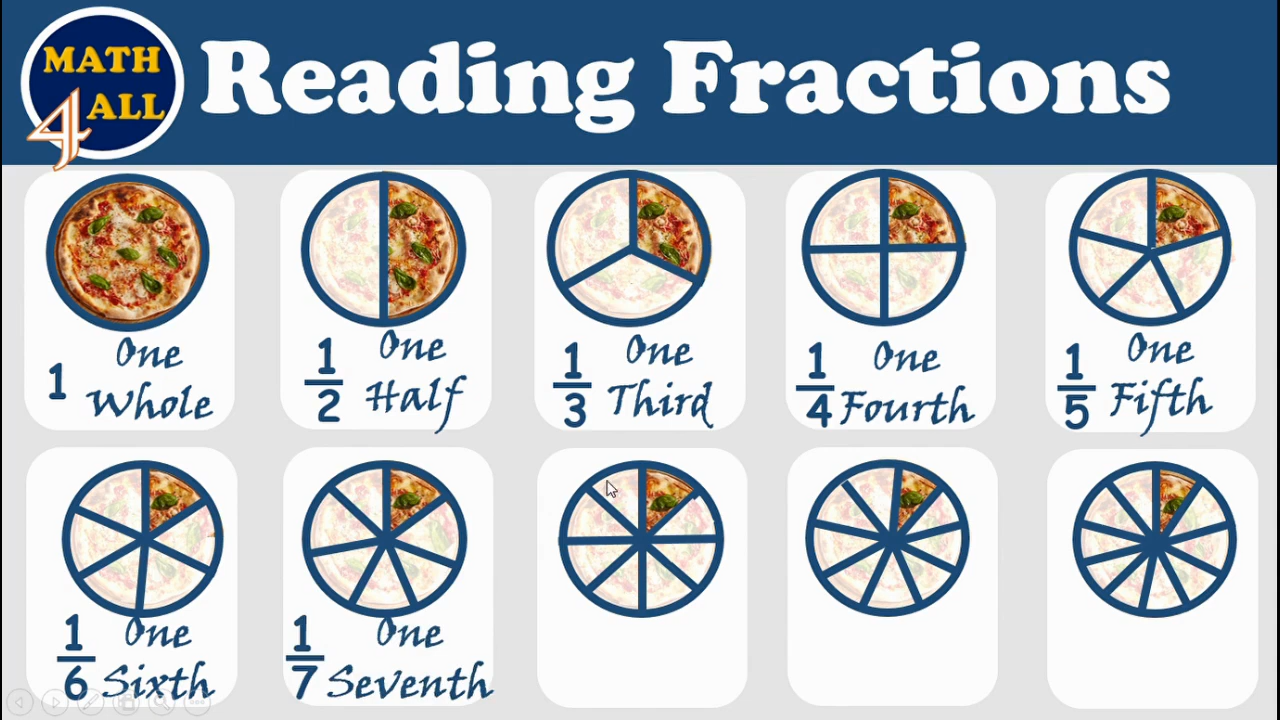 MATH
4 ALL
Reading Fractions
1 One
Whole
1/2 One
Half
1/3 One
Third
1/4 One
Fourth
1/5 One
Fifth
1/6 One
Sixth
1/7 One
Seventh